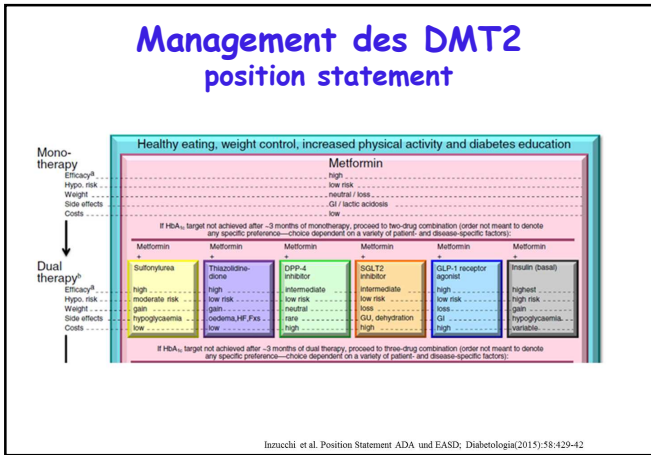 Management des DMT2
position statement
Healthy eating, weight control, increased physical activity and diabetes education
Mono-
therapy
Metformin
Efficacyᵃ high
Hypo. risk low risk
Weight neutral / loss
Side effects GI / lactic acidosis
Costs low
If HbA₁c target not achieved after ~3 months of monotherapy, proceed to two-drug combination (order not meant to denote
any specific preference—choice dependent on a variety of patient- and disease-specific factors):
Metformin Metformin Metformin Metformin Metformin Metformin
+ + + + + +
Dual
therapyᵇ
Sulfonylurea Thiazolidine- DPP-4 SGLT2 GLP-1 receptor Insulin (basal)
dione inhibitor inhibitor agonist
Efficacyᵃ high high intermediate intermediate high highest
Hypo. risk moderate risk low risk low risk low risk low risk high risk
Weight gain gain neutral loss loss gain
Side effects hypoglycaemia oedema,HF,Fxs rare GU, dehydration GI hypoglycaemia
Costs low low high high high variable
If HbA₁c target not achieved after ~3 months of dual therapy, proceed to three-drug combination (order not meant to denote
any specific preference—choice dependent on a variety of patient- and disease-specific factors):
Inzucchi et al. Position Statement ADA und EASD; Diabetologia(2015):58:429-42